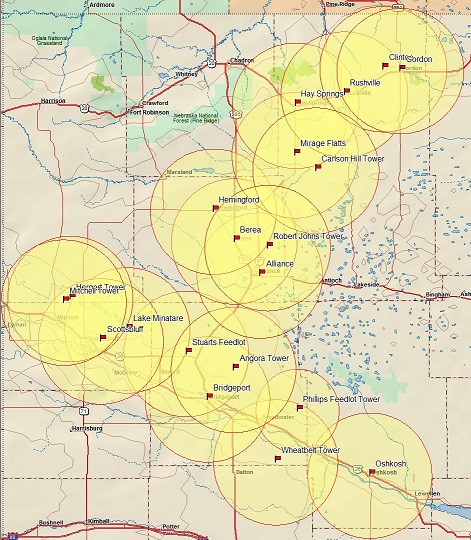 Ardmore
Pine Ridge
Oglala National
Grassland
Clinton
Gordon
Chadron
Whitney
Rushville
Hay Springs
Harrison
Crawford
Fort Robinson
Nebraska National
Forest (Pine Ridge)
Mirage Flatts
Carlson Hill Tower
Marsland
Hemingford
Berea
Robert Johns Tower
Alliance
Antioch
Lakeside
Bingham
Mitchell Tower
Lake Minatare
Scottsbluff
Stuarts Feedlot
Angora Tower
Bridgeport
Phillips Feedlot Tower
71
Harrisburg
Wheatbelt Tower
Dalton
Oshkosh
Lewellen
Bushnell
Kimball
Potter